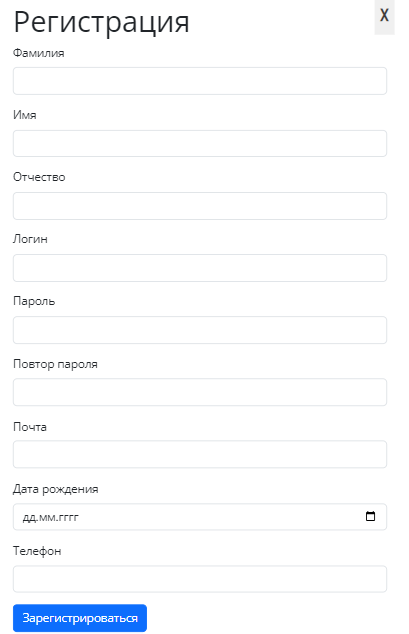 Регистрация
X
Фамилия
Имя
Отчество
Логин
Пароль
Повтор пароля
Почта
Дата рождения
дд.мм.гггг
Телефон
Зарегистрироваться